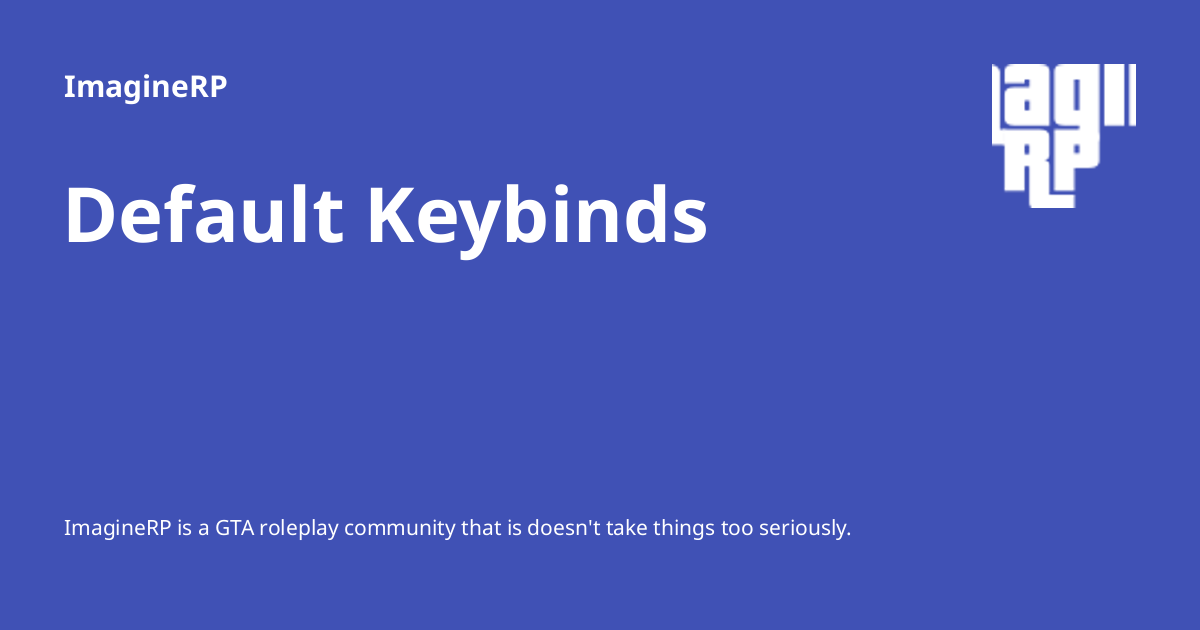 ImagineRP
agi
RP
Default Keybinds
ImagineRP is a GTA roleplay community that is doesn't take things too seriously.